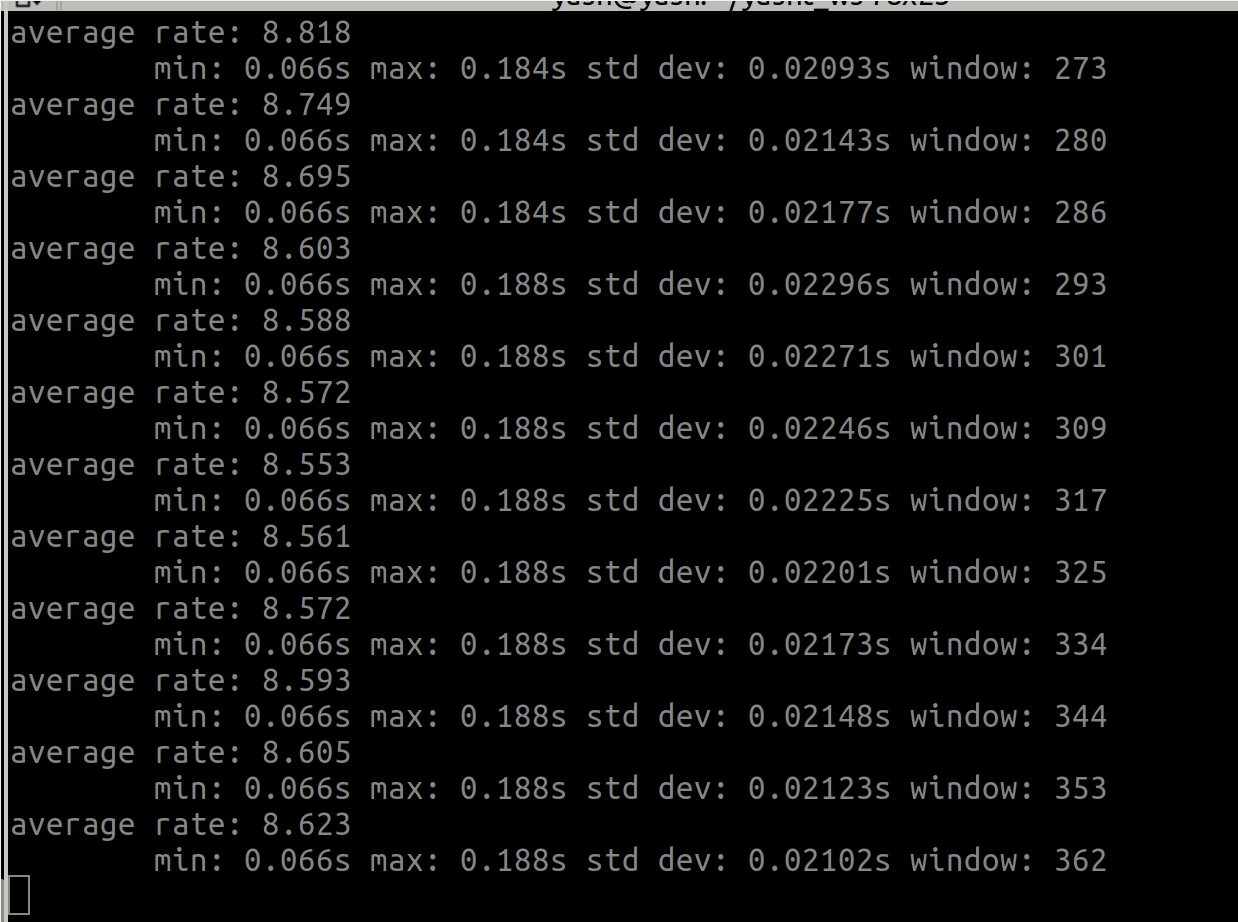 average rate: 8.818
min: 0.066s max: 0.184s std dev: 0.02093s window: 273
average rate: 8.749
min: 0.066s max: 0.184s std dev: 0.02143s window: 280
average rate: 8.695
min: 0.066s max: 0.184s std dev: 0.02177s window: 286
average rate: 8.603
min: 0.066s max: 0.188s std dev: 0.02296s window: 293
average rate: 8.588
min: 0.066s max: 0.188s std dev: 0.02271s window: 301
average rate: 8.572
min: 0.066s max: 0.188s std dev: 0.02246s window: 309
average rate: 8.553
min: 0.066s max: 0.188s std dev: 0.02225s window: 317
average rate: 8.561
min: 0.066s max: 0.188s std dev: 0.02201s window: 325
average rate: 8.572
min: 0.066s max: 0.188s std dev: 0.02173s window: 334
average rate: 8.593
min: 0.066s max: 0.188s std dev: 0.02148s window: 344
average rate: 8.605
min: 0.066s max: 0.188s std dev: 0.02123s window: 353
average rate: 8.623
min: 0.066s max: 0.188s std dev: 0.02102s window: 362